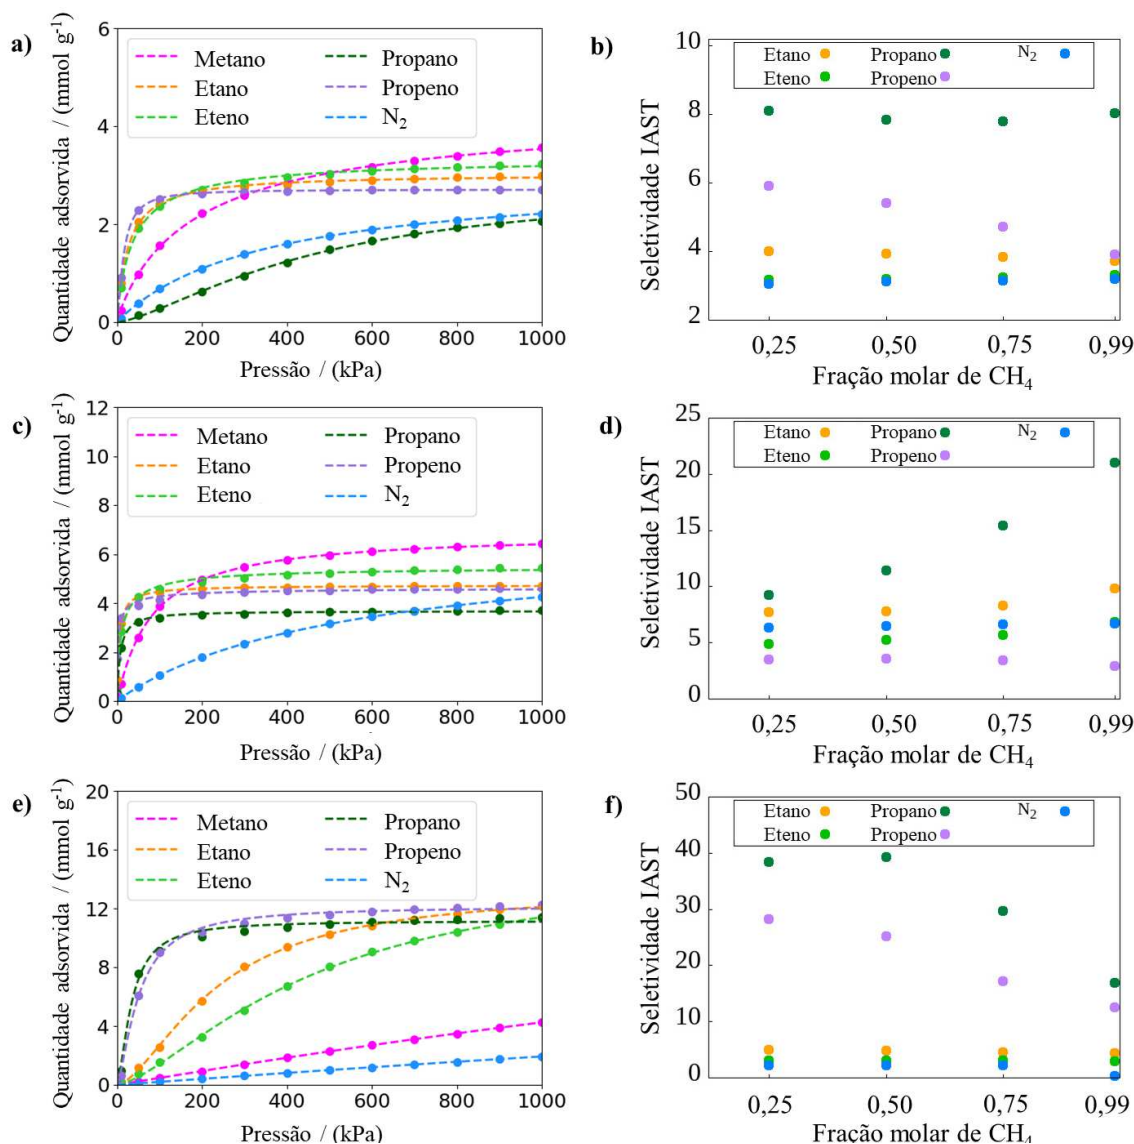 a)
Quantidade adsorvida / (mmol g⁻¹)
6
4
2
0
Metano
Etano
Eteno
Propano
Propeno
N₂
0 200 400 600 800 1000
Pressão / (kPa)
b)
Seletividade IAST
10
8
6
4
2
Etano Propano N₂
Eteno Propeno
0,25 0,50 0,75 0,99
Fração molar de CH₄
c)
Quantidade adsorvida / (mmol g⁻¹)
12
10
8
6
4
2
0
Metano
Etano
Eteno
Propano
Propeno
N₂
0 200 400 600 800 1000
Pressão / (kPa)
d)
Seletividade IAST
25
20
15
10
5
0
Etano Propano N₂
Eteno Propeno
0,25 0,50 0,75 0,99
Fração molar de CH₄
e)
Quantidade adsorvida / (mmol g⁻¹)
20
16
12
8
4
0
Metano
Etano
Eteno
Propano
Propeno
N₂
0 200 400 600 800 1000
Pressão / (kPa)
f)
Seletividade IAST
50
40
30
20
10
0
Etano Propano N₂
Eteno Propeno
0,25 0,50 0,75 0,99
Fração molar de CH₄